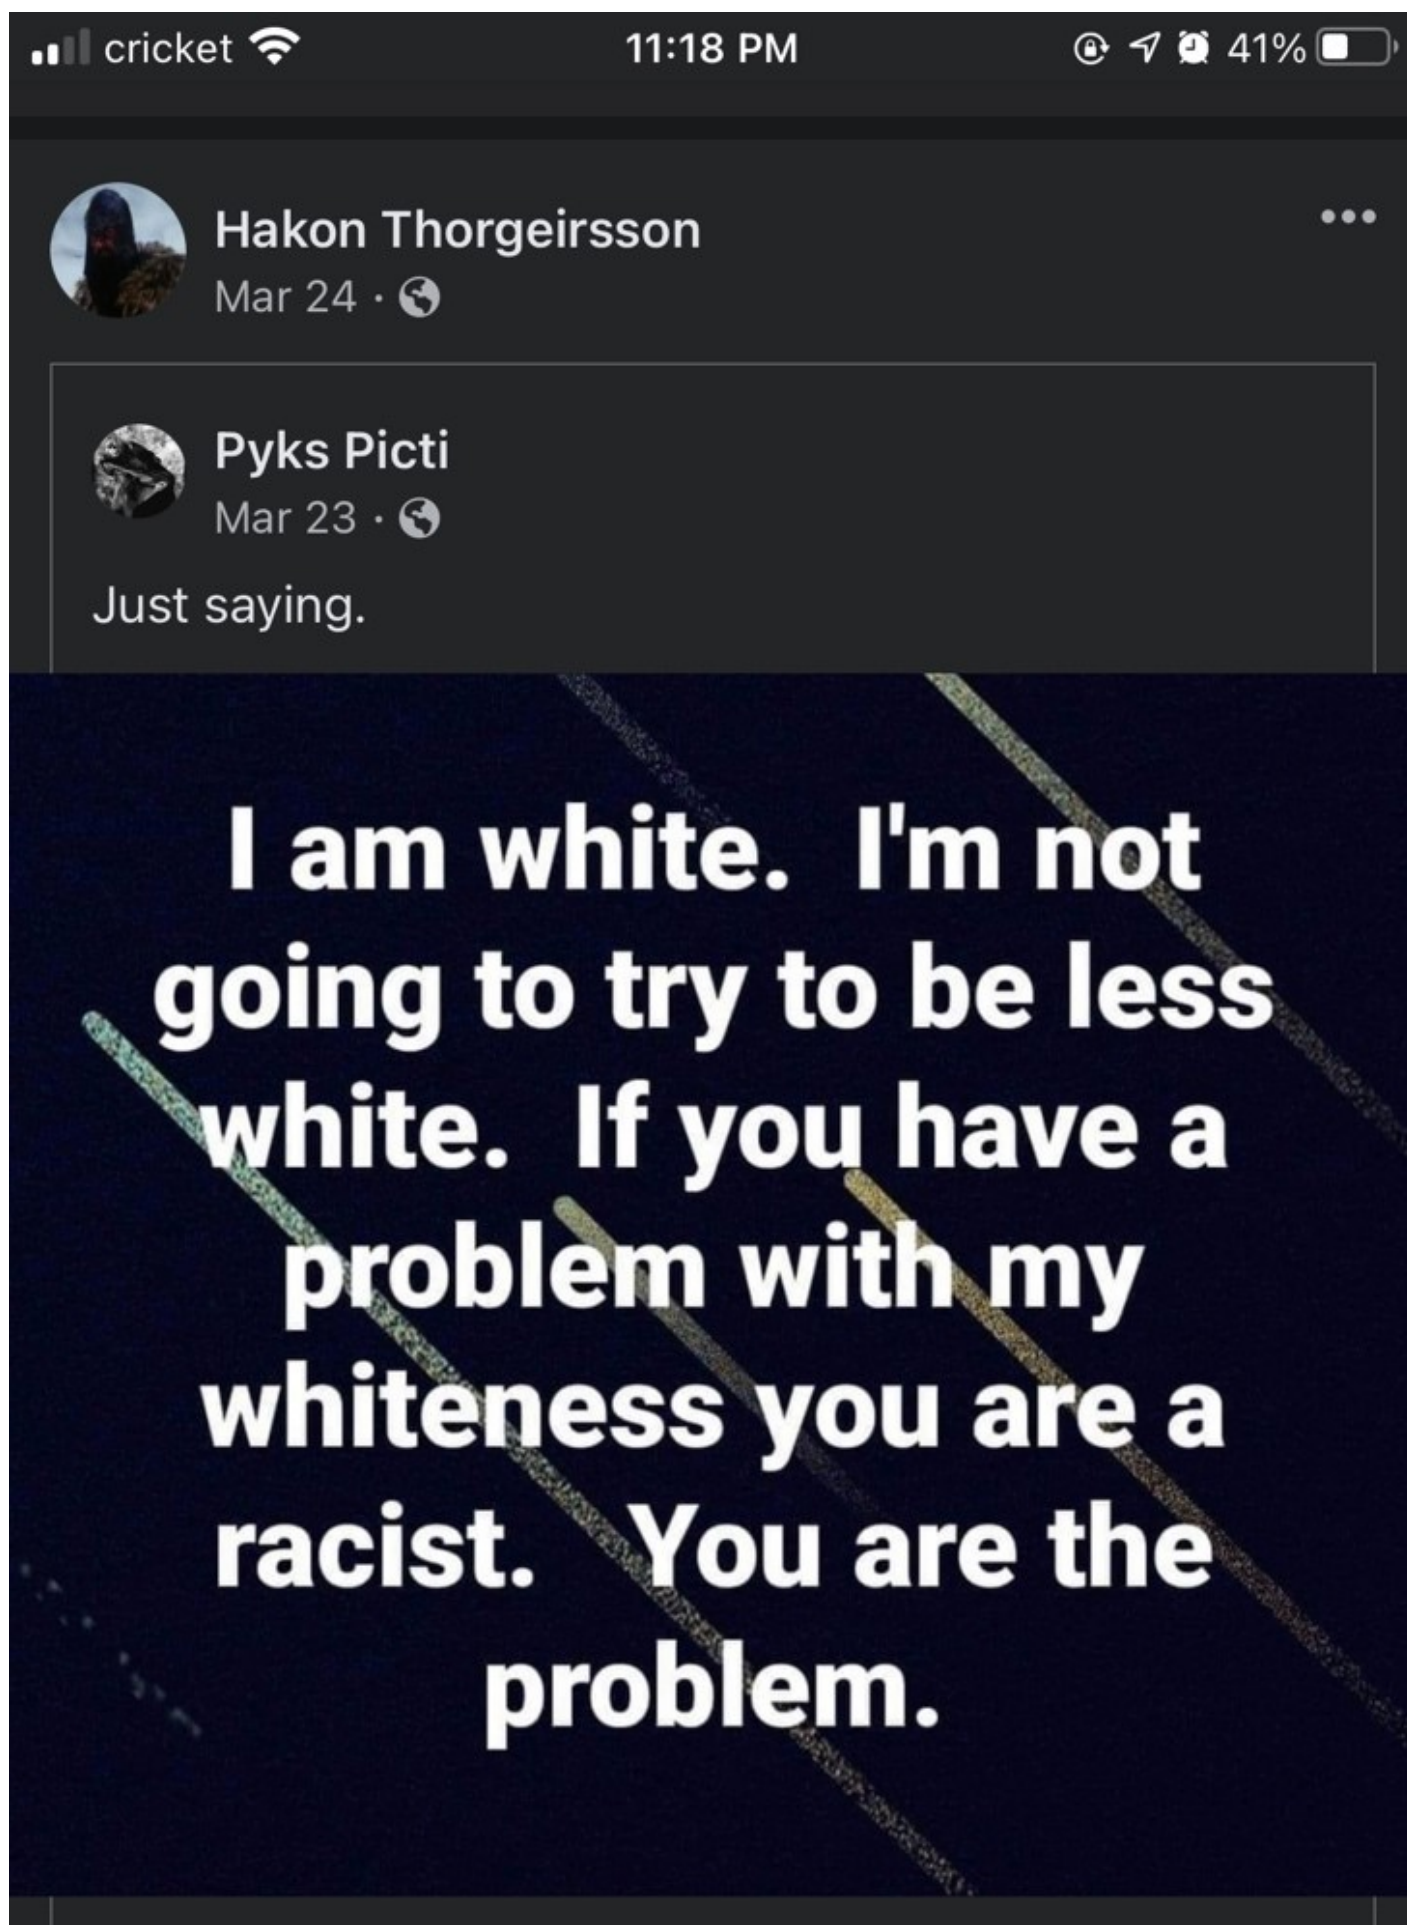 cricket 11:18 PM 41%
Hakon Thorgeirsson
Mar 24 ·
Pyks Picti
Mar 23 ·
Just saying.
I am white. I'm not
going to try to be less
white. If you have a
problem with my
whiteness you are a
racist. You are the
problem.